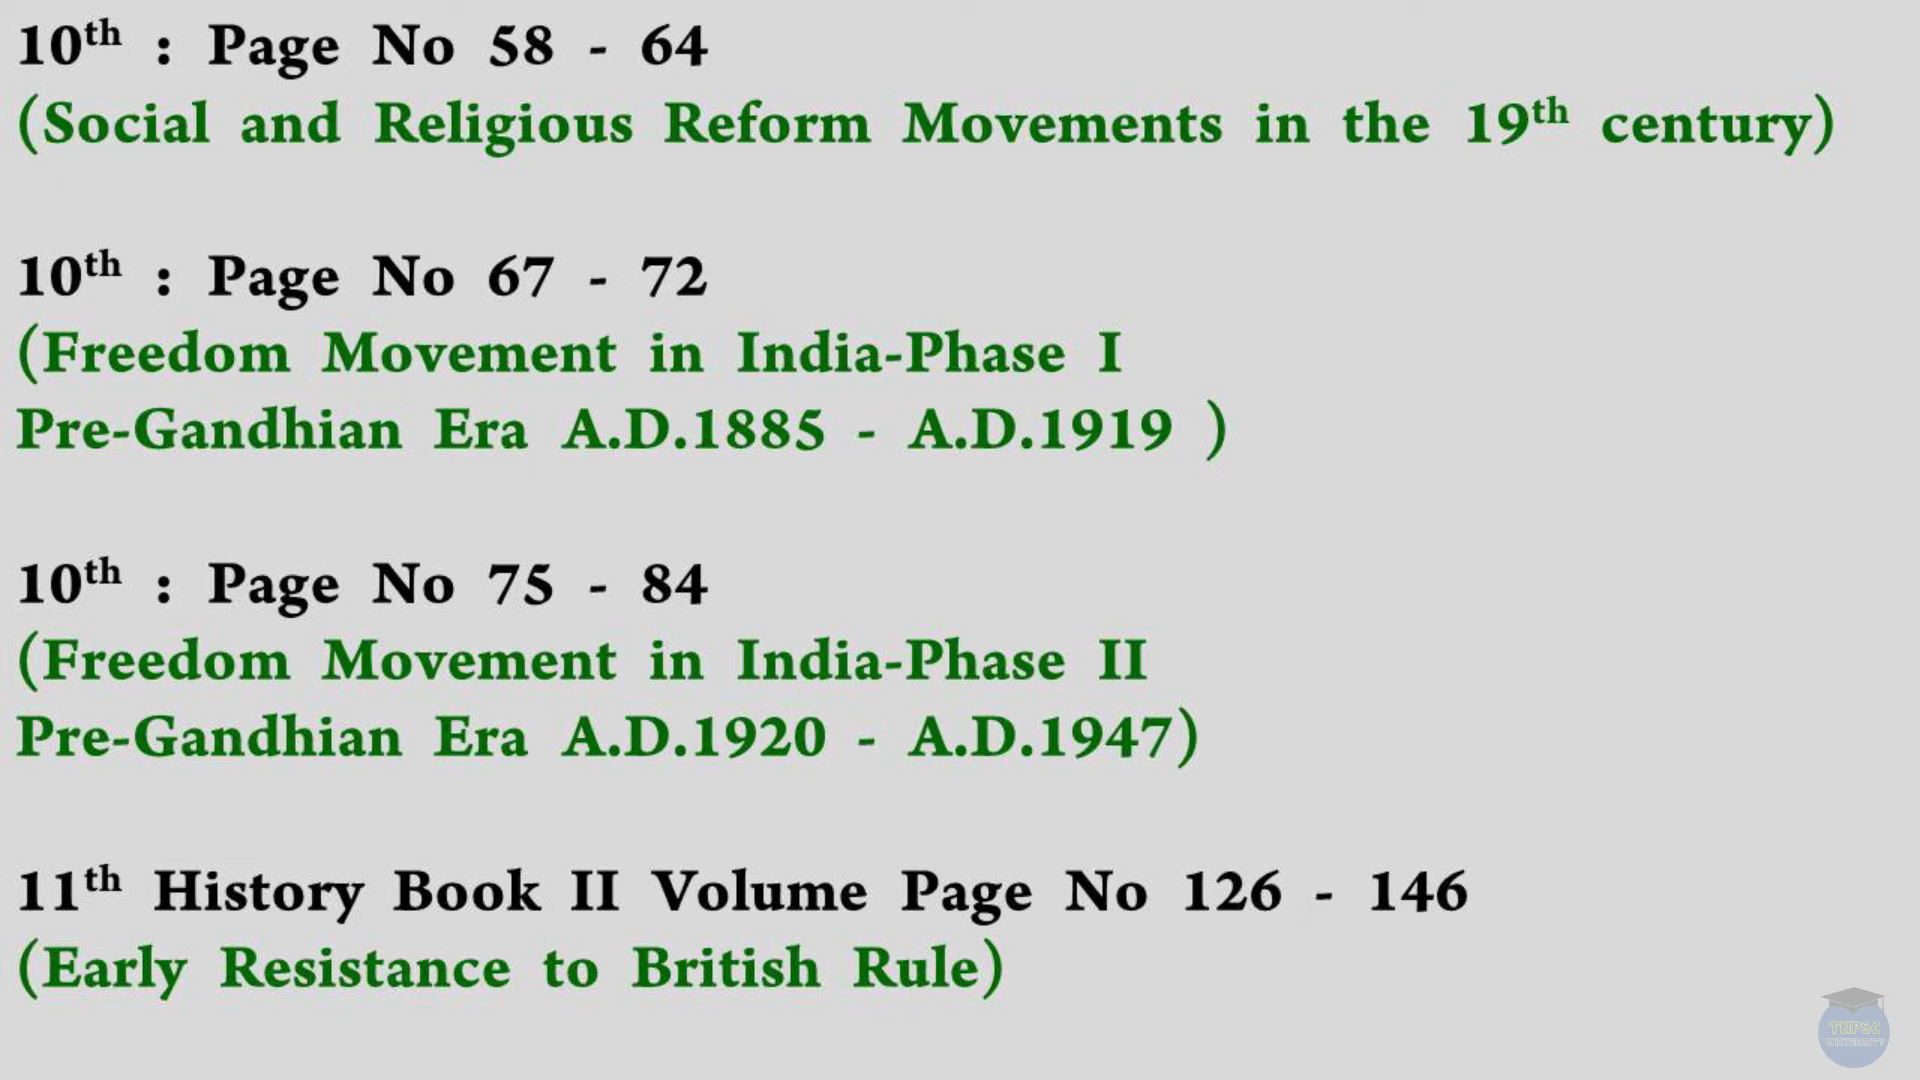 10th : Page No 58 - 64
(Social and Religious Reform Movements in the 19th century)
10th : Page No 67 - 72
(Freedom Movement in India-Phase I
Pre-Gandhian Era A.D.1885 - A.D.1919 )
10th : Page No 75 - 84
(Freedom Movement in India-Phase II
Pre-Gandhian Era A.D.1920 - A.D.1947)
11th History Book II Volume Page No 126 - 146
(Early Resistance to British Rule)
TNPSC
UNIVERSITY